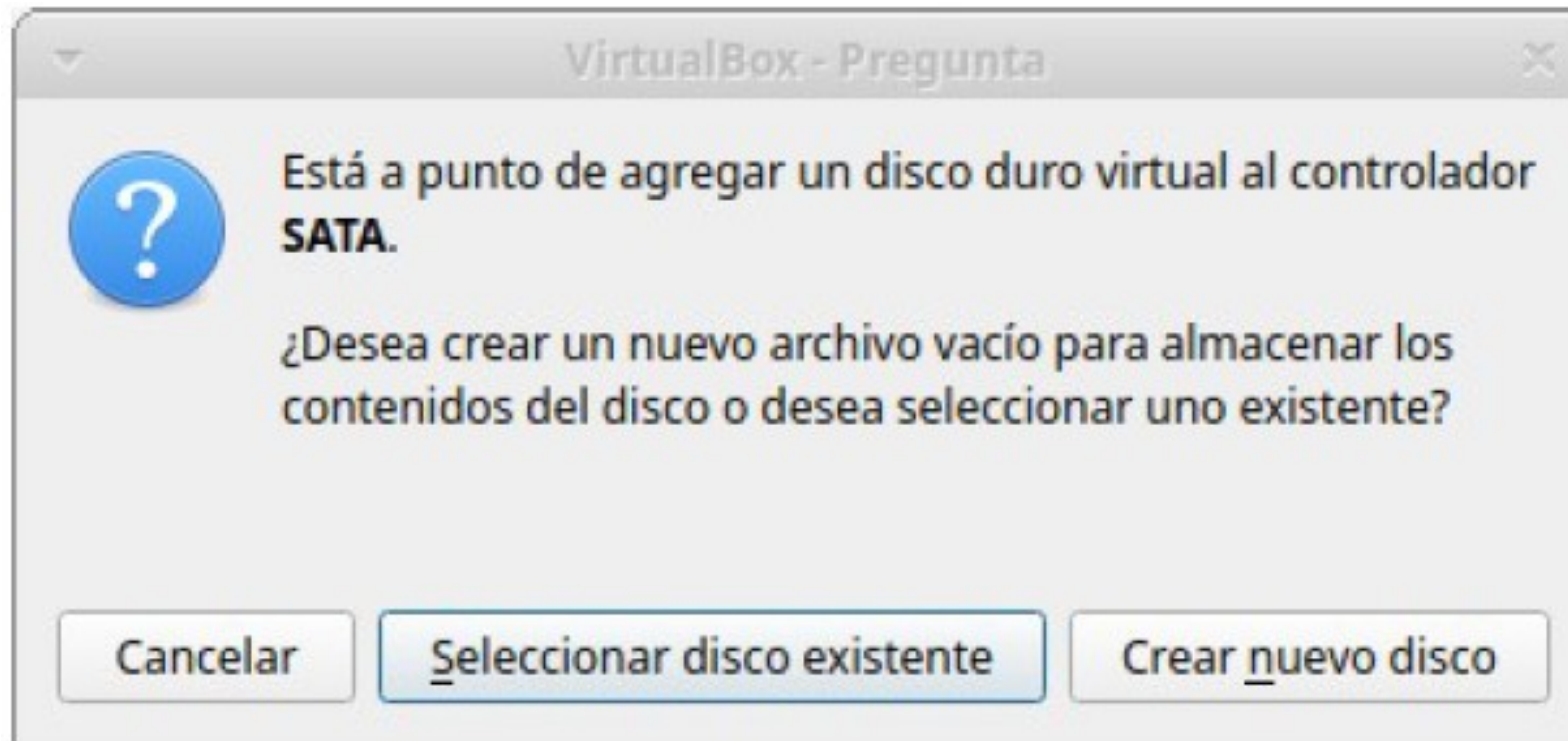 VirtualBox - Pregunta
Está a punto de agregar un disco duro virtual al controlador
SATA.
¿Desea crear un nuevo archivo vacío para almacenar los
contenidos del disco o desea seleccionar uno existente?
Cancelar
Seleccionar disco existente
Crear nuevo disco